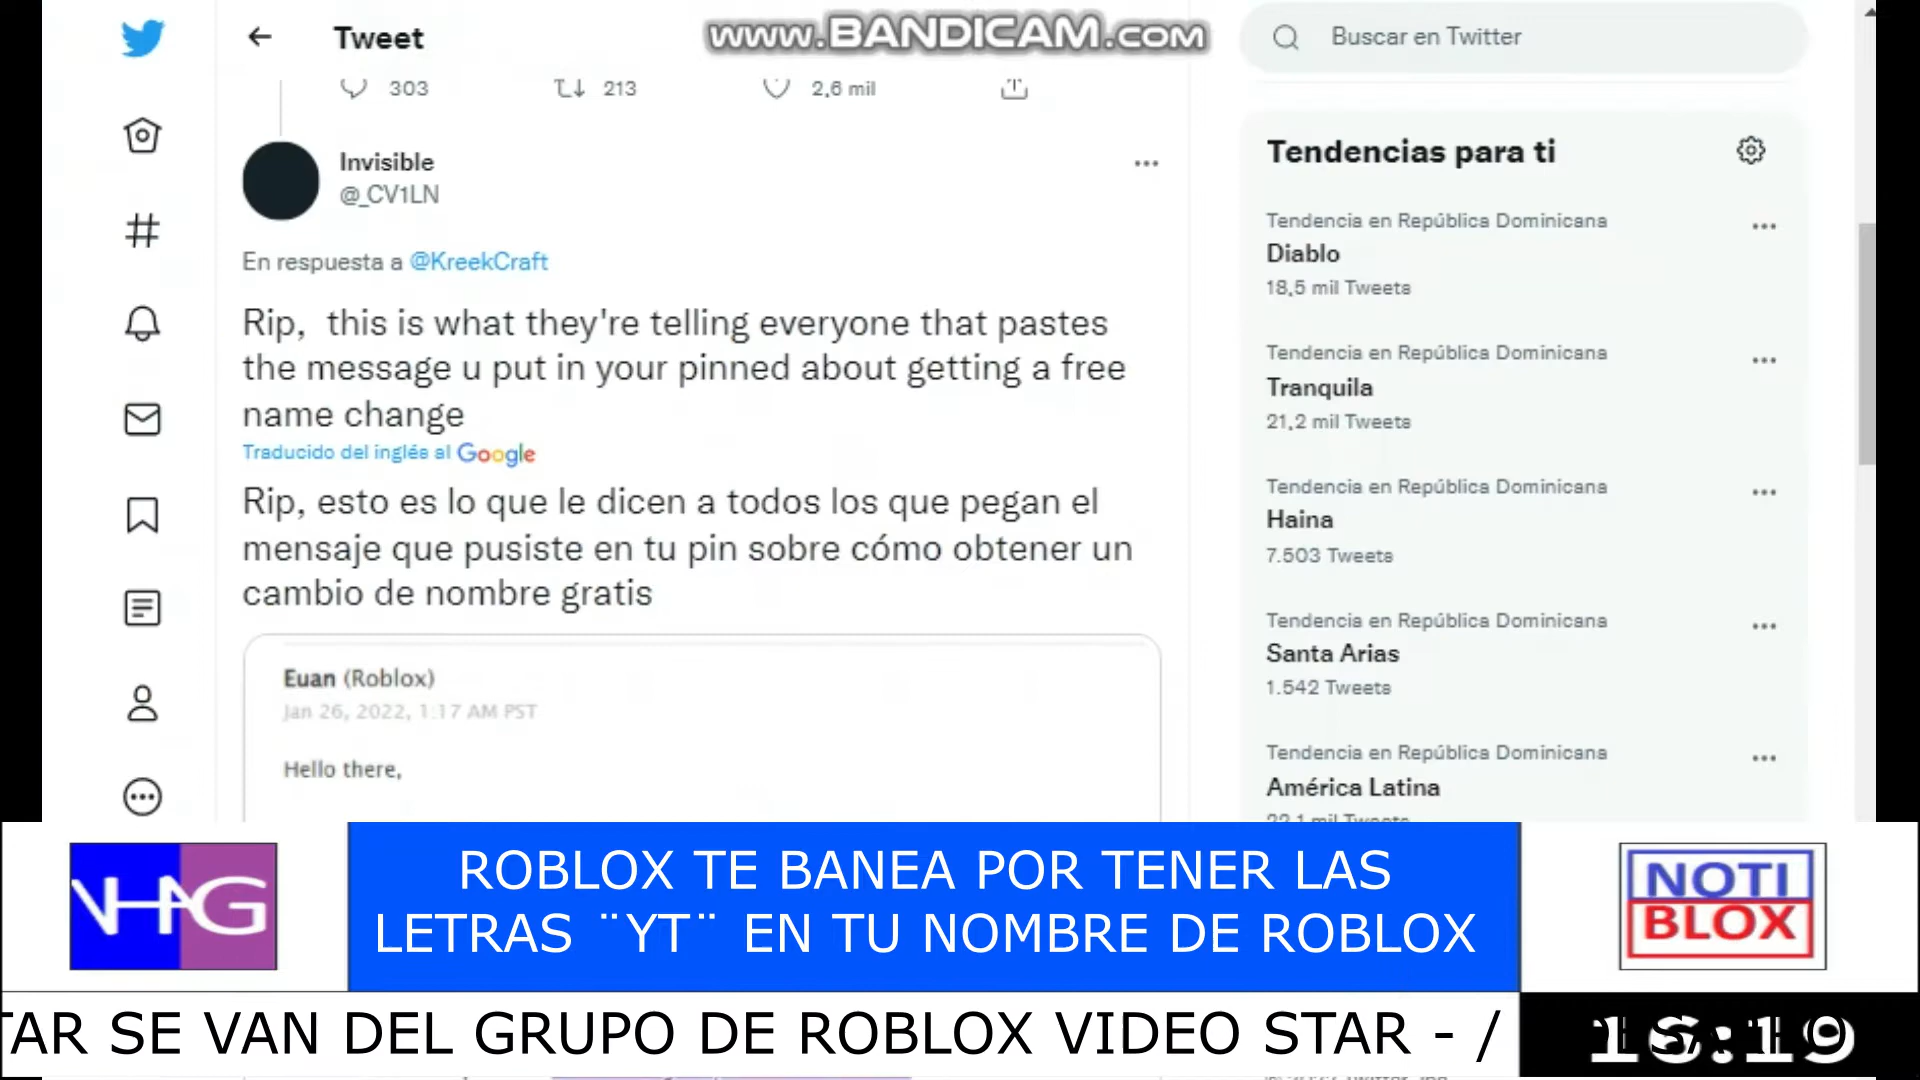 www.BANDICAM.com
Tweet
Buscar en Twitter
303 213 2,6 mil
Invisible
@_CV1LN
En respuesta a @KreekCraft
Rip,  this is what they're telling everyone that pastes
the message u put in your pinned about getting a free
name change
Traducido del inglés al Google
Rip, esto es lo que le dicen a todos los que pegan el
mensaje que pusiste en tu pin sobre cómo obtener un
cambio de nombre gratis
Euan (Roblox)
Jan 26, 2022, 1:17 AM PST
Hello there,
Tendencias para ti
Tendencia en República Dominicana
Diablo
18,5 mil Tweets
Tendencia en República Dominicana
Tranquila
21,2 mil Tweets
Tendencia en República Dominicana
Haina
7.503 Tweets
Tendencia en República Dominicana
Santa Arias
1.542 Tweets
Tendencia en República Dominicana
América Latina
22,1 mil Tweets
VHAG
ROBLOX TE BANEA POR TENER LAS
LETRAS ¨YT¨ EN TU NOMBRE DE ROBLOX
NOTI
BLOX
TAR SE VAN DEL GRUPO DE ROBLOX VIDEO STAR - /